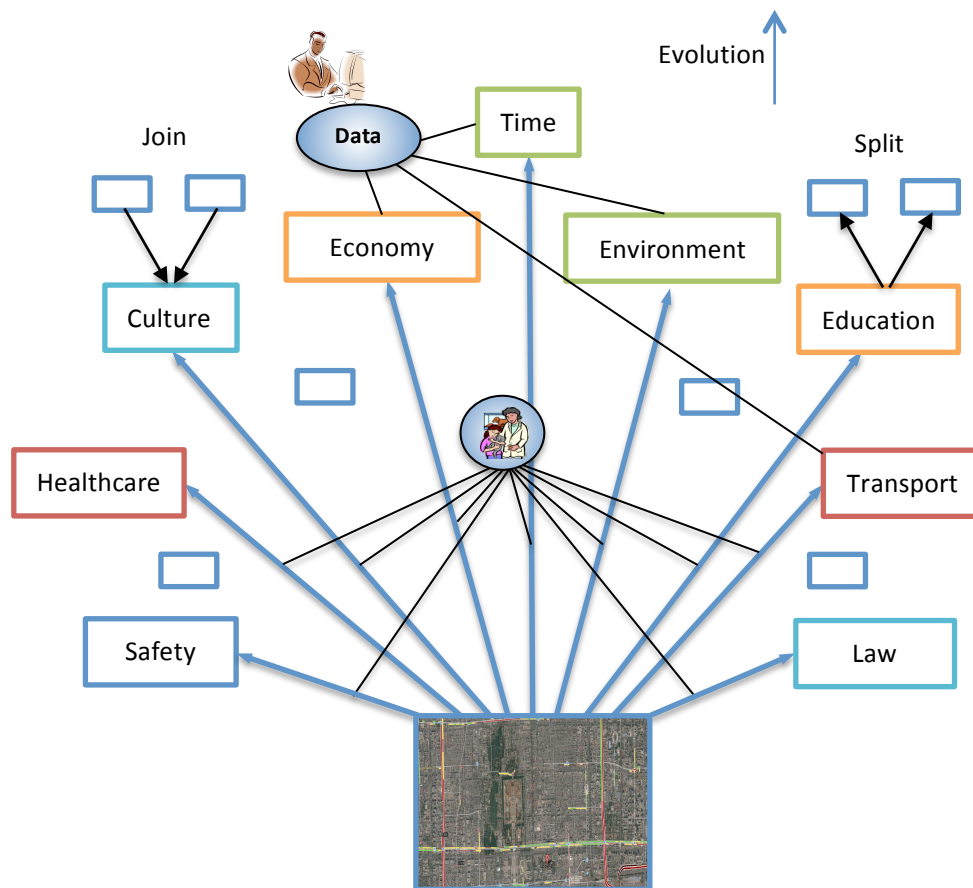 Evolution
Data
Time
Join
Split
Economy
Environment
Culture
Education
Healthcare
Transport
Safety
Law